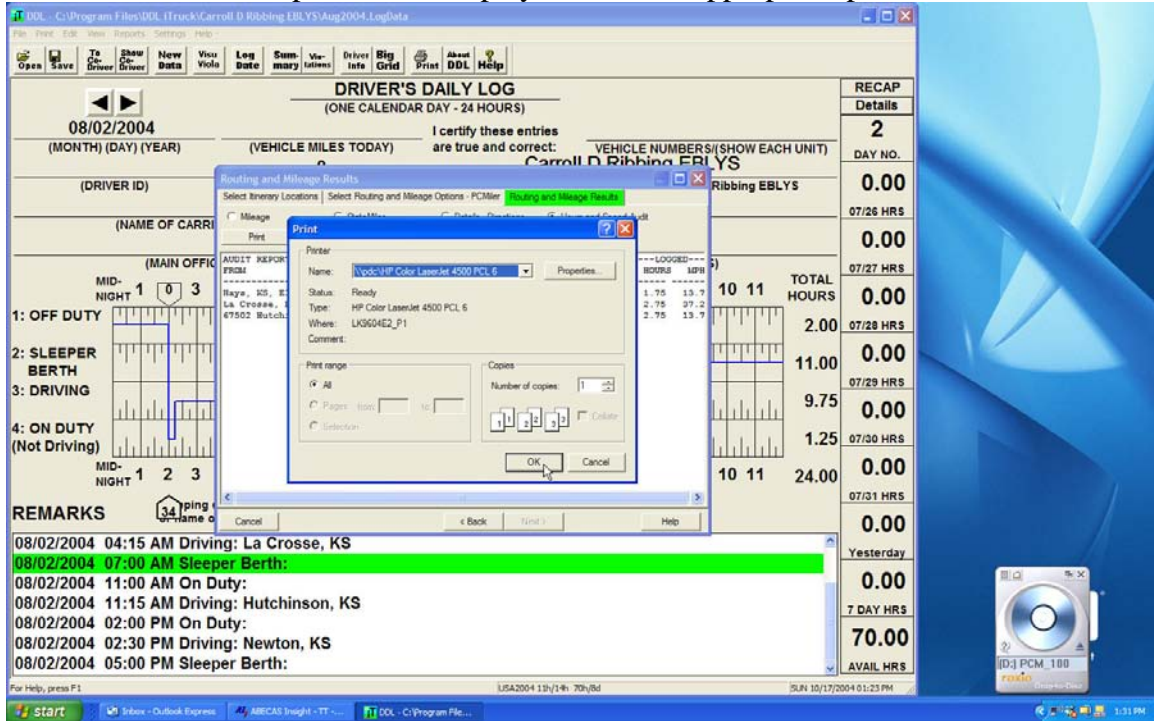 DDL - C:\Program Files\DDL iTruck\Carroll D Ribbing EBLYS\Aug2004.LogData
File Print Edit View Reports Settings Help
Open Save To Co-Driver Show Co-Driver New Data Visu Viola Log Date Sum- mary Vio- lations Driver Info Big Grid Print About DDL Help
DRIVER'S DAILY LOG
(ONE CALENDAR DAY - 24 HOURS)
08/02/2004
(MONTH) (DAY) (YEAR)
(VEHICLE MILES TODAY)
I certify these entries
are true and correct:
VEHICLE NUMBERS/(SHOW EACH UNIT)
Carroll D Ribbing EBLYS
(DRIVER ID)
Ribbing EBLYS
(NAME OF CARRI
(MAIN OFFIC
Routing and Mileage Results
Select Itinerary Locations Select Routing and Mileage Options - PCMiler Routing and Mileage Results
Mileage
Print
AUDIT REPOR
FROM
Hays, KS, E
La Crosse,
67502 Hutch
---LOGGED---
HOURS MPH
1.75 13.7
2.75 37.2
2.75 13.7
Print
Printer
Name: \\pdc\HP Color LaserJet 4500 PCL 6 Properties...
Status: Ready
Type: HP Color LaserJet 4500 PCL 6
Where: LK9604E2_P1
Comment:
Print range
All
Pages from: to:
Selection
Copies
Number of copies: 1
1 1 2 2 3 3 Collate
OK Cancel
Cancel < Back Next > Help
MID-
NIGHT 1 0 3
10 11
TOTAL
HOURS
1: OFF DUTY 2.00
2: SLEEPER
BERTH 11.00
3: DRIVING 9.75
4: ON DUTY
(Not Driving) 1.25
MID-
NIGHT 1 2 3
10 11 24.00
REMARKS 34
08/02/2004 04:15 AM Driving: La Crosse, KS
08/02/2004 07:00 AM Sleeper Berth:
08/02/2004 11:00 AM On Duty:
08/02/2004 11:15 AM Driving: Hutchinson, KS
08/02/2004 02:00 PM On Duty:
08/02/2004 02:30 PM Driving: Newton, KS
08/02/2004 05:00 PM Sleeper Berth:
RECAP
Details
2
DAY NO.
0.00
07/26 HRS
0.00
07/27 HRS
0.00
07/28 HRS
0.00
07/29 HRS
0.00
07/30 HRS
0.00
07/31 HRS
0.00
Yesterday
0.00
7 DAY HRS
70.00
AVAIL HRS
For Help, press F1
USA2004 11h/14h 70h/8d
SUN 10/17/2004 01:23 PM
[D:] PCM_180
roxio Drag-to-Disc
start
Inbox - Outlook Express
ABECAS Insight - TT -...
DDL - C:\Program File...
1:31 PM